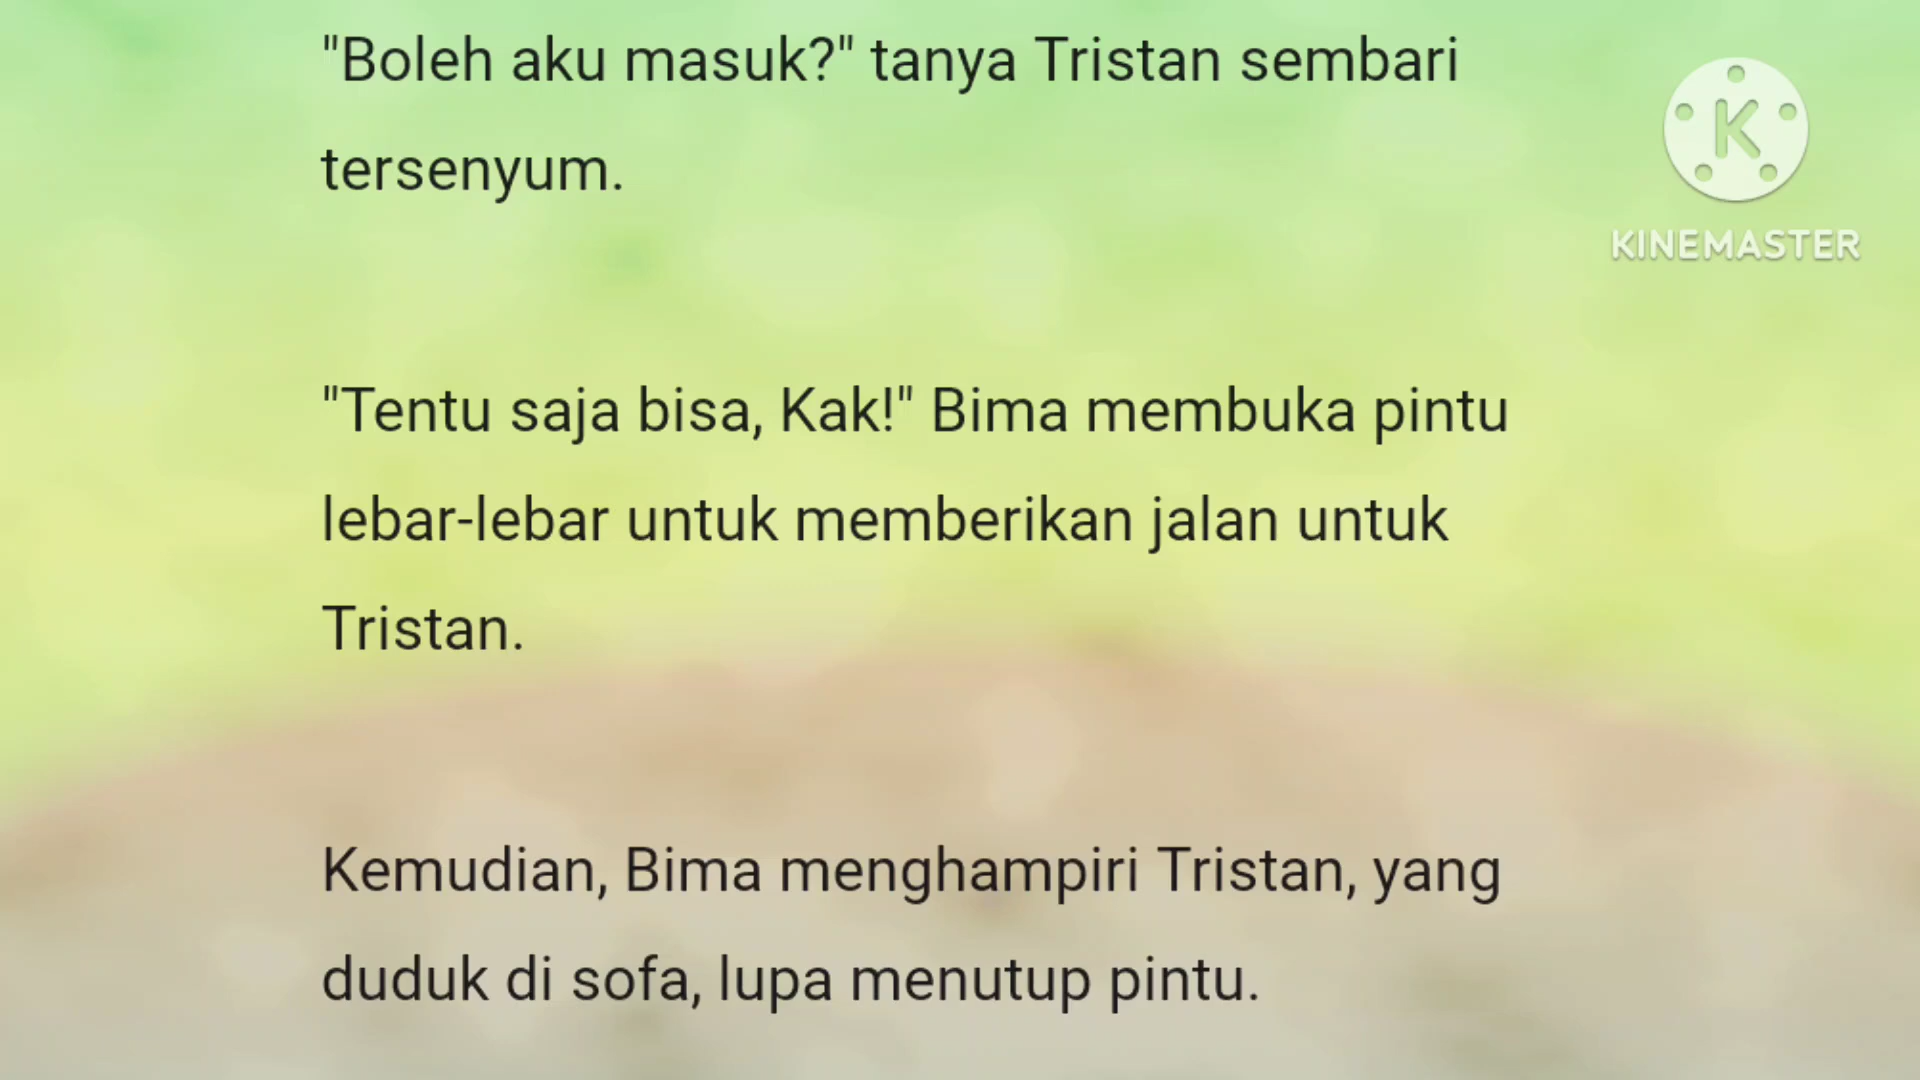 "Boleh aku masuk?" tanya Tristan sembari
tersenyum.
KINEMASTER
"Tentu saja bisa, Kak!" Bima membuka pintu
lebar-lebar untuk memberikan jalan untuk
Tristan.
Kemudian, Bima menghampiri Tristan, yang
duduk di sofa, lupa menutup pintu.